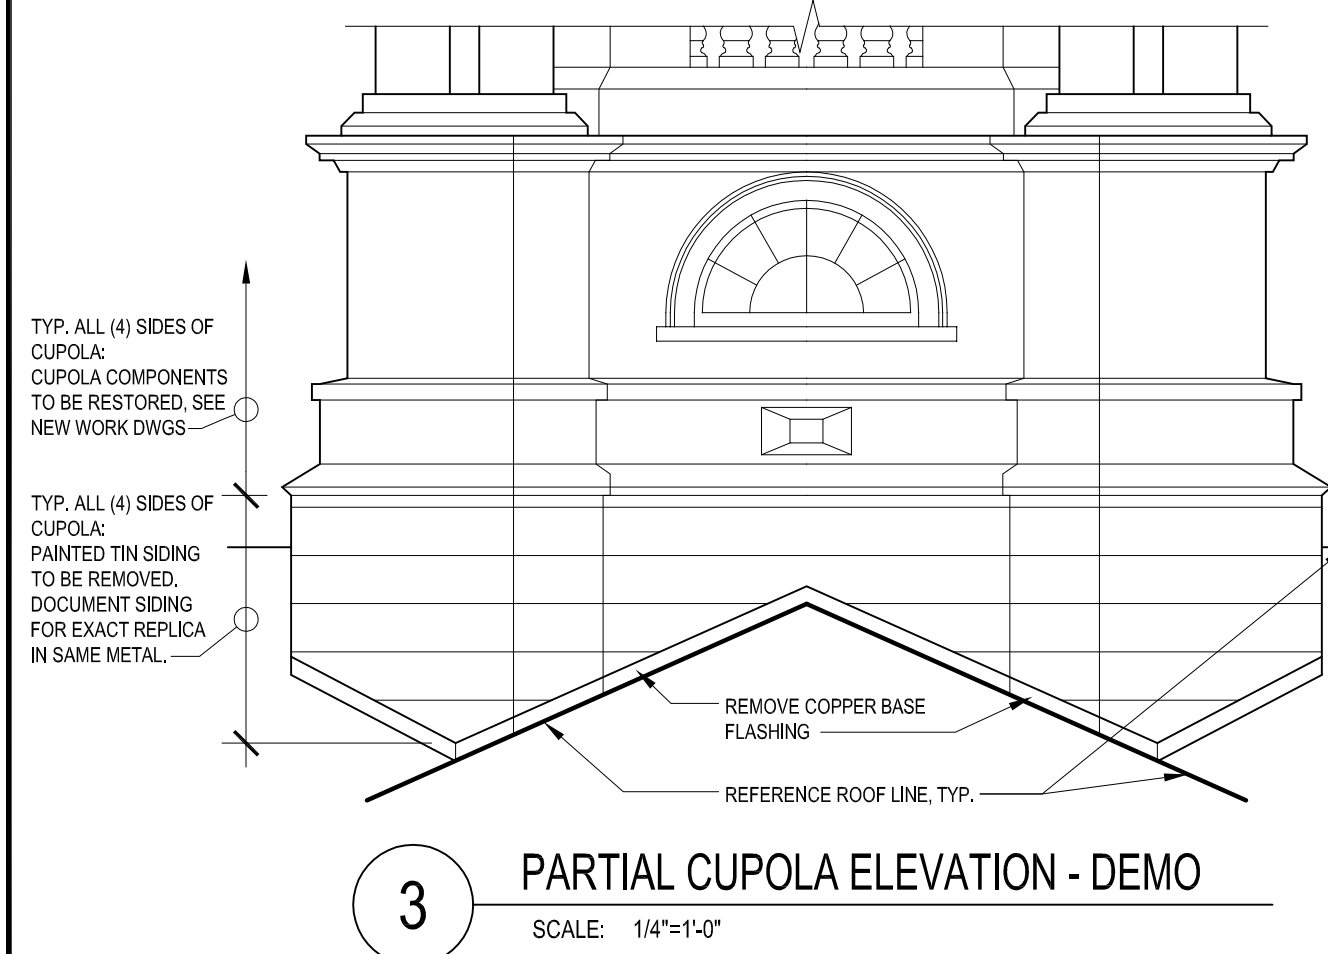 TYP. ALL (4) SIDES OF
CUPOLA:
CUPOLA COMPONENTS
TO BE RESTORED, SEE
NEW WORK DWGS
TYP. ALL (4) SIDES OF
CUPOLA:
PAINTED TIN SIDING
TO BE REMOVED.
DOCUMENT SIDING
FOR EXACT REPLICA
IN SAME METAL.
REMOVE COPPER BASE
FLASHING
REFERENCE ROOF LINE, TYP.
3
PARTIAL CUPOLA ELEVATION - DEMO
SCALE: 1/4"=1'-0"